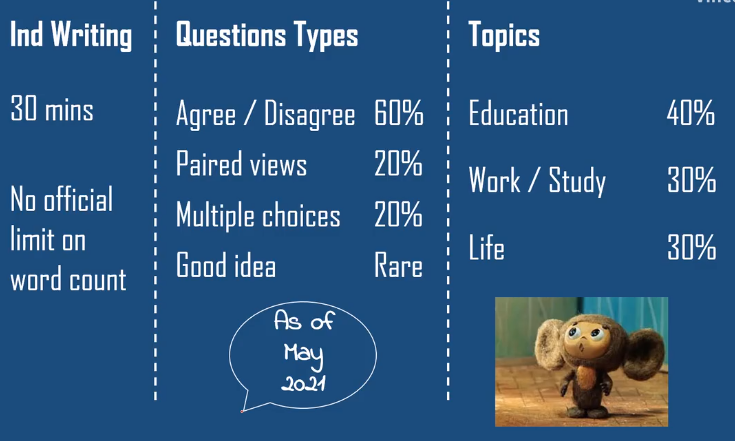 Ind Writing
30 mins
No official
limit on
word count
Questions Types
Agree / Disagree 60%
Paired views 20%
Multiple choices 20%
Good idea Rare
As of
May
2021
Topics
Education 40%
Work / Study 30%
Life 30%